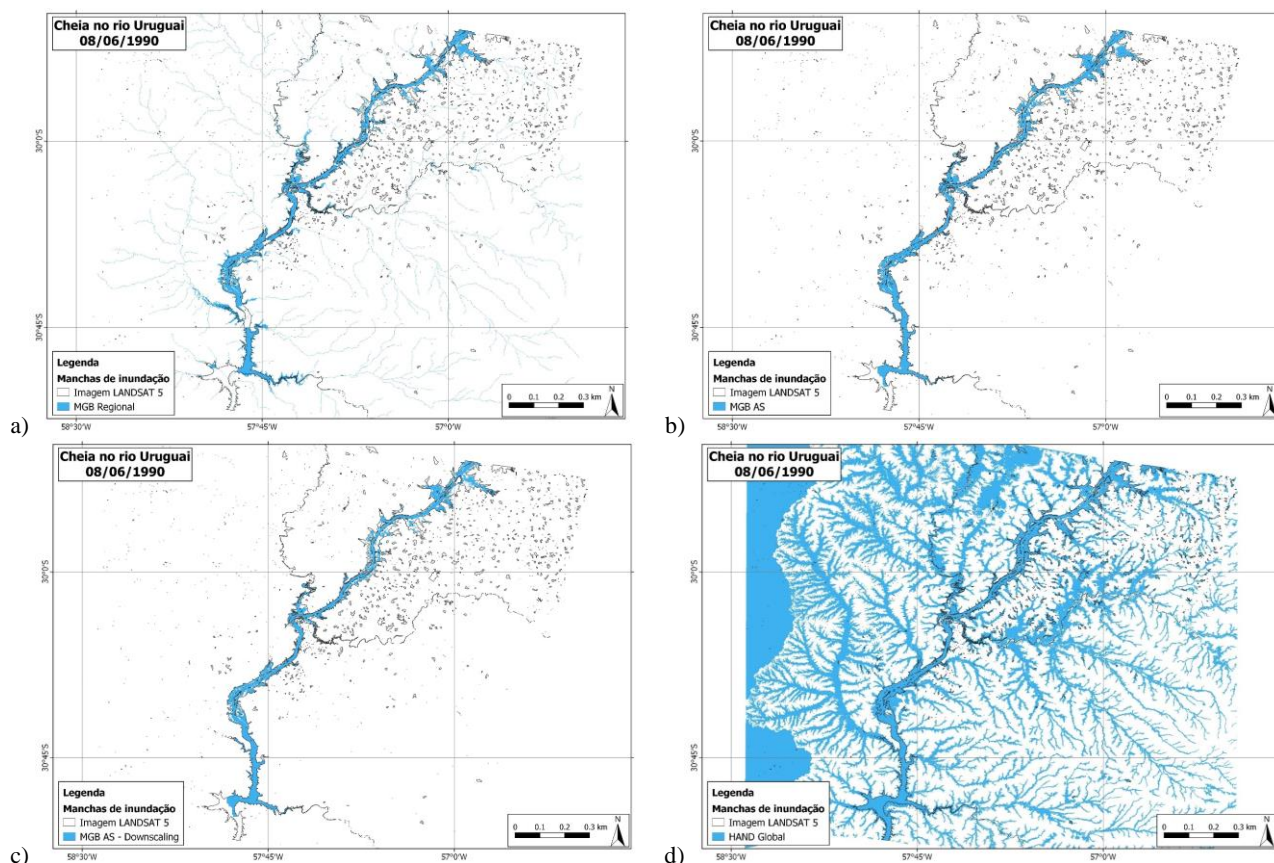 Cheia no rio Uruguai
08/06/1990
30°0'S
30°45'S
Legenda
Manchas de inundação
Imagem LANDSAT 5
MGB Regional
N
0 0.1 0.2 0.3 km
58°30'W 57°45'W 57°0'W
a)
Cheia no rio Uruguai
08/06/1990
30°0'S
30°45'S
Legenda
Manchas de inundação
Imagem LANDSAT 5
MGB AS
N
0 0.1 0.2 0.3 km
58°30'W 57°45'W 57°0'W
b)
Cheia no rio Uruguai
08/06/1990
30°0'S
30°45'S
Legenda
Manchas de inundação
Imagem LANDSAT 5
MGB AS - Downscaling
N
0 0.1 0.2 0.3 km
58°30'W 57°45'W 57°0'W
c)
Cheia no rio Uruguai
08/06/1990
30°0'S
30°45'S
Legenda
Manchas de inundação
Imagem LANDSAT 5
HAND Global
N
0 0.1 0.2 0.3 km
58°30'W 57°45'W 57°0'W
d)